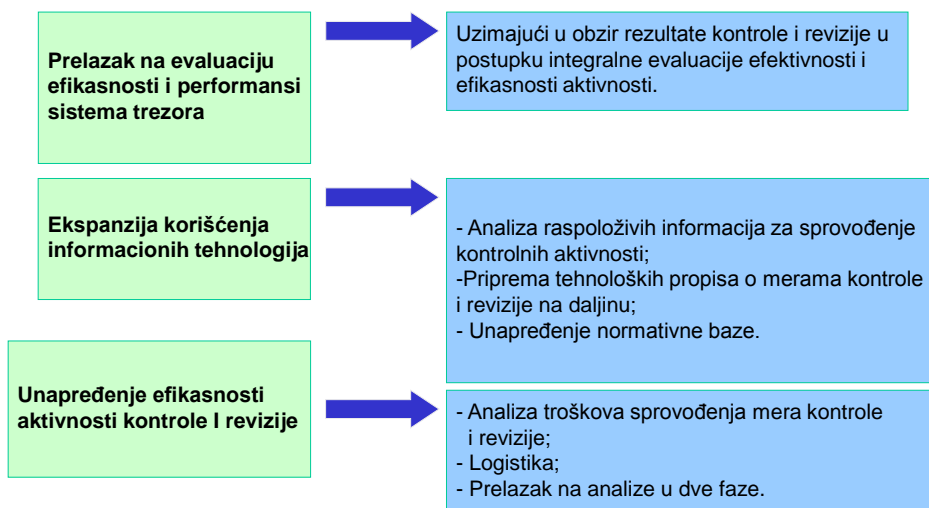 Prelazak na evaluaciju
efikasnosti i performansi
sistema trezora
Uzimajući u obzir rezultate kontrole i revizije u
postupku integralne evaluacije efektivnosti i
efikasnosti aktivnosti.
Ekspanzija korišćenja
informacionih tehnologija
- Analiza raspoloživih informacija za sprovođenje
kontrolnih aktivnosti;
-Priprema tehnoloških propisa o merama kontrole
i revizije na daljinu;
- Unapređenje normativne baze.
Unapređenje efikasnosti
aktivnosti kontrole I revizije
- Analiza troškova sprovođenja mera kontrole
i revizije;
- Logistika;
- Prelazak na analize u dve faze.